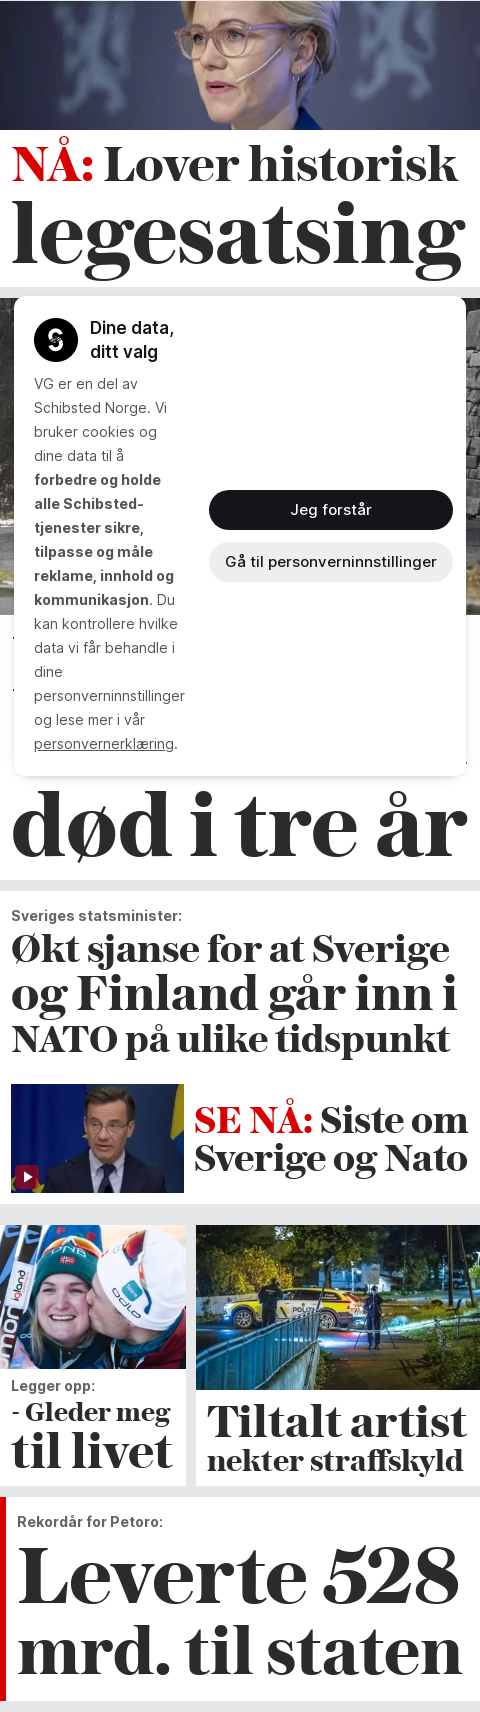 NÅ: Lover historisk
legesatsing
Dine data,
ditt valg
VG er en del av
Schibsted Norge. Vi
bruker cookies og
dine data til å
forbedre og holde
alle Schibsted-
tjenester sikre,
tilpasse og måle
reklame, innhold og
kommunikasjon. Du
kan kontrollere hvilke
data vi får behandle i
dine
personverninnstillinger
og lese mer i vår
personvernerklæring.
Jeg forstår
Gå til personverninnstillinger
død i tre år
Sveriges statsminister:
Økt sjanse for at Sverige
og Finland går inn i
NATO på ulike tidspunkt
SE NÅ: Siste om
Sverige og Nato
Legger opp:
- Gleder meg
til livet
Tiltalt artist
nekter straffskyld
Rekordår for Petoro:
Leverte 528
mrd. til staten